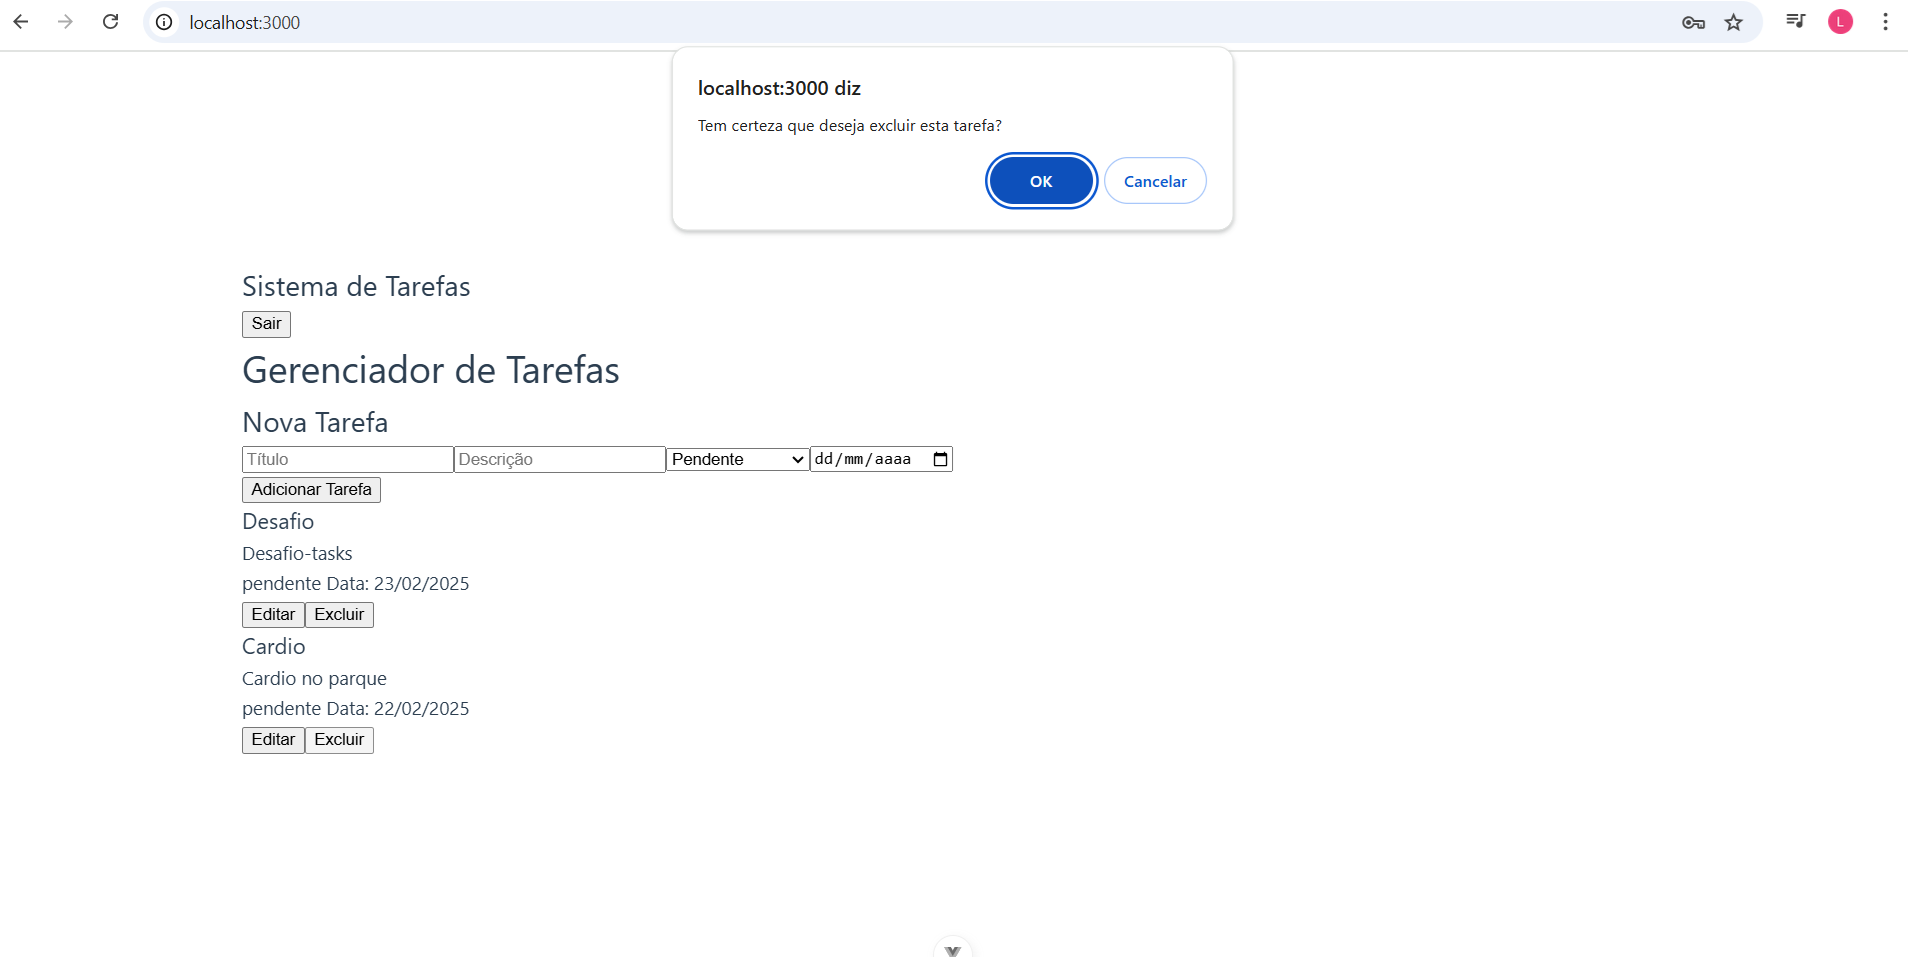 localhost:3000
L
localhost:3000 diz
Tem certeza que deseja excluir esta tarefa?
OK Cancelar
Sistema de Tarefas
Sair
Gerenciador de Tarefas
Nova Tarefa
Título Descrição Pendente dd/mm/aaaa
Adicionar Tarefa
Desafio
Desafio-tasks
pendente Data: 23/02/2025
Editar Excluir
Cardio
Cardio no parque
pendente Data: 22/02/2025
Editar Excluir